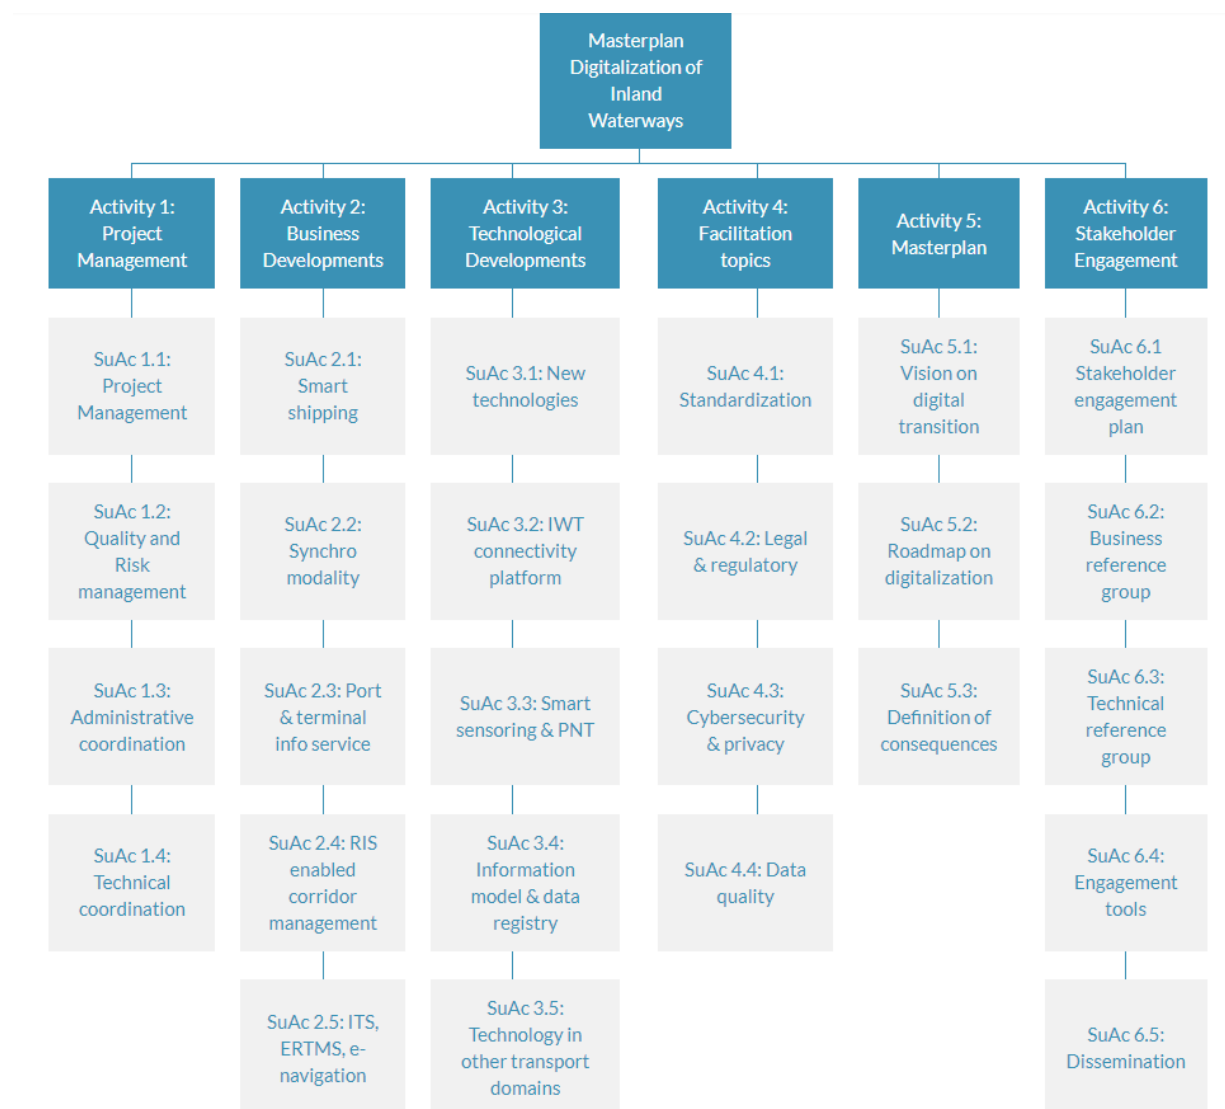 Masterplan
Digitalization of
Inland
Waterways
Activity 1:
Project
Management
Activity 2:
Business
Developments
Activity 3:
Technological
Developments
Activity 4:
Facilitation
topics
Activity 5:
Masterplan
Activity 6:
Stakeholder
Engagement
SuAc 1.1:
Project
Management
SuAc 2.1:
Smart
shipping
SuAc 3.1: New
technologies
SuAc 4.1:
Standardization
SuAc 5.1:
Vision on
digital
transition
SuAc 6.1
Stakeholder
engagement
plan
SuAc 1.2:
Quality and
Risk
management
SuAc 2.2:
Synchro
modality
SuAc 3.2: IWT
connectivity
platform
SuAc 4.2: Legal
& regulatory
SuAc 5.2:
Roadmap on
digitalization
SuAc 6.2:
Business
reference
group
SuAc 1.3:
Administrative
coordination
SuAc 2.3: Port
& terminal
info service
SuAc 3.3: Smart
sensoring & PNT
SuAc 4.3:
Cybersecurity
& privacy
SuAc 5.3:
Definition of
consequences
SuAc 6.3:
Technical
reference
group
SuAc 1.4:
Technical
coordination
SuAc 2.4: RIS
enabled
corridor
management
SuAc 3.4:
Information
model & data
registry
SuAc 4.4: Data
quality
SuAc 6.4:
Engagement
tools
SuAc 2.5: ITS,
ERTMS, e-
navigation
SuAc 3.5:
Technology in
other transport
domains
SuAc 6.5:
Dissemination